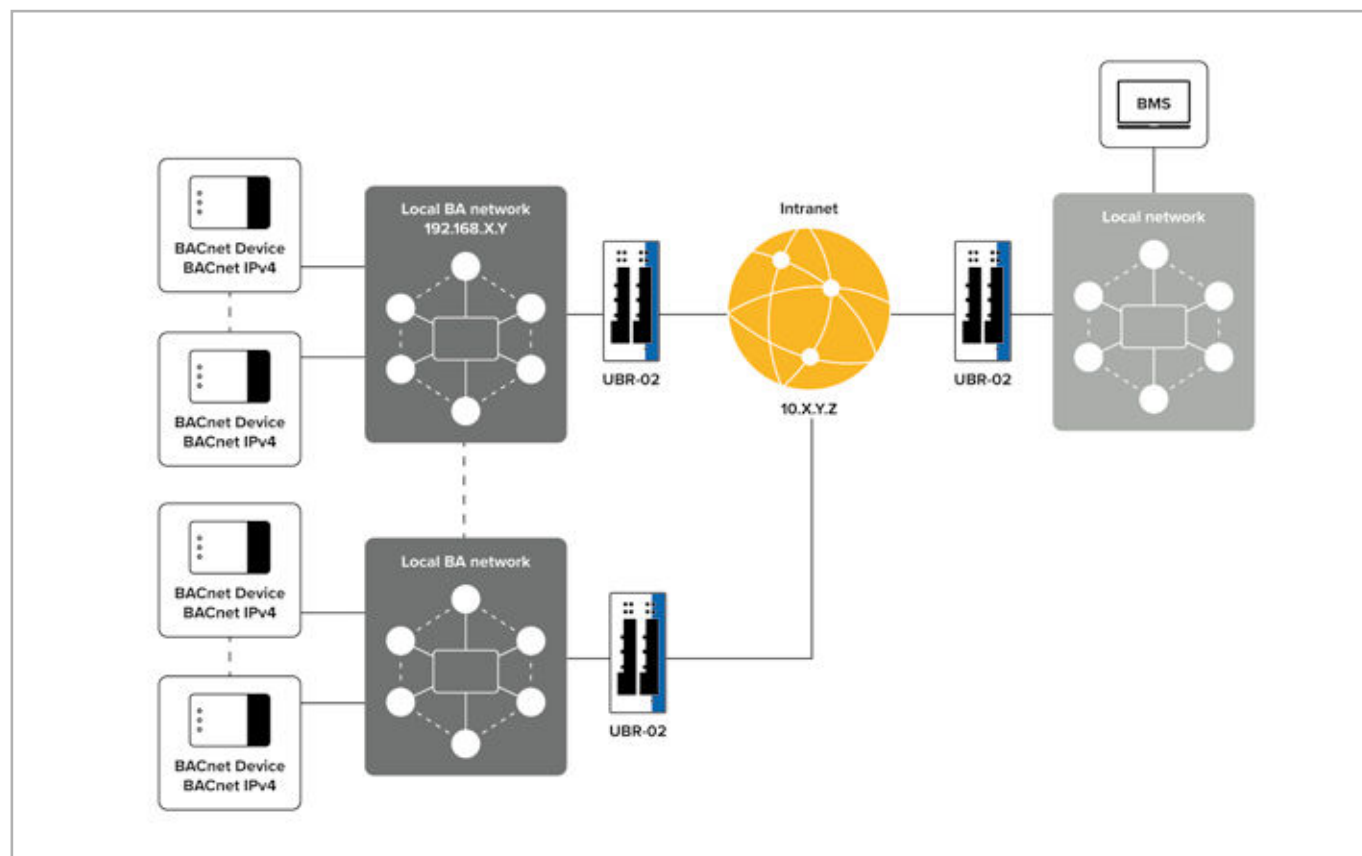 BMS
BACnet Device
BACnet IPv4
Local BA network
192.168.X.Y
Intranet
Local network
BACnet Device
BACnet IPv4
UBR-02
UBR-02
10.X.Y.Z
BACnet Device
BACnet IPv4
Local BA network
BACnet Device
BACnet IPv4
UBR-02